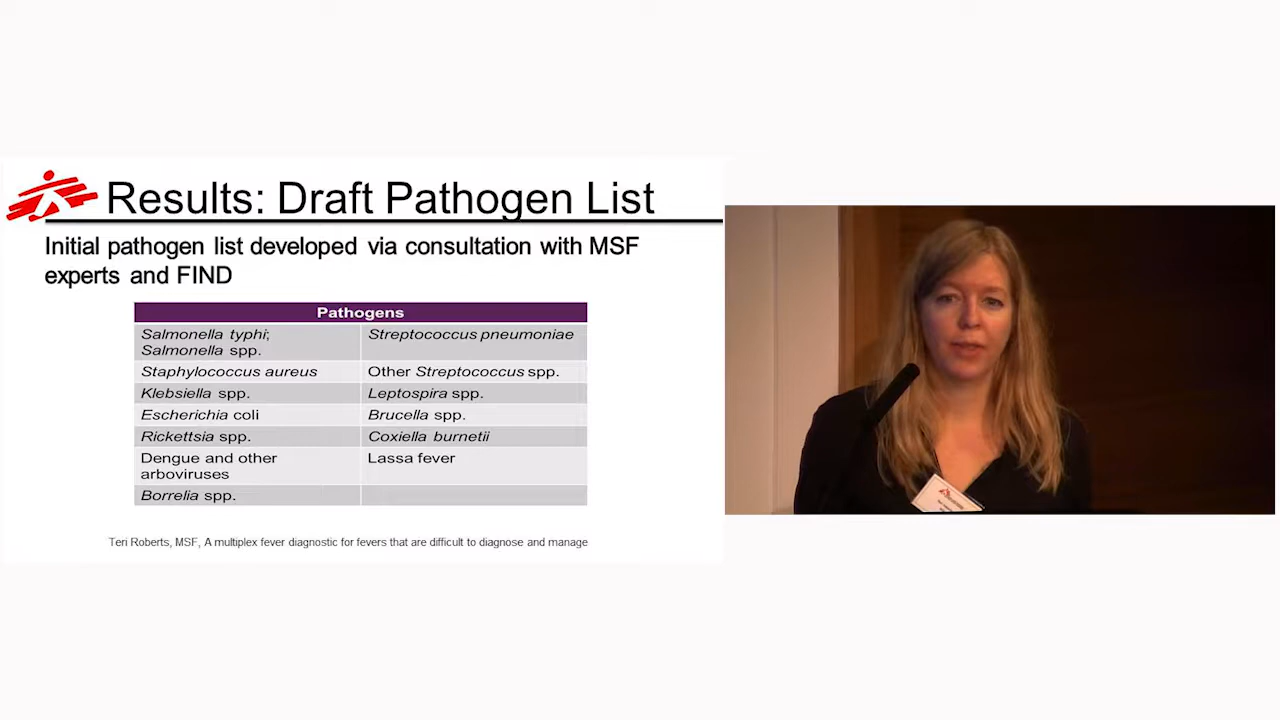 Results: Draft Pathogen List
Initial pathogen list developed via consultation with MSF
experts and FIND
Pathogens
Salmonella typhi;
Salmonella spp.
Streptococcus pneumoniae
Staphylococcus aureus
Other Streptococcus spp.
Klebsiella spp.
Leptospira spp.
Escherichia coli
Brucella spp.
Rickettsia spp.
Coxiella burnetii
Dengue and other
arboviruses
Lassa fever
Borrelia spp.
Teri Roberts, MSF, A multiplex fever diagnostic for fevers that are difficult to diagnose and manage